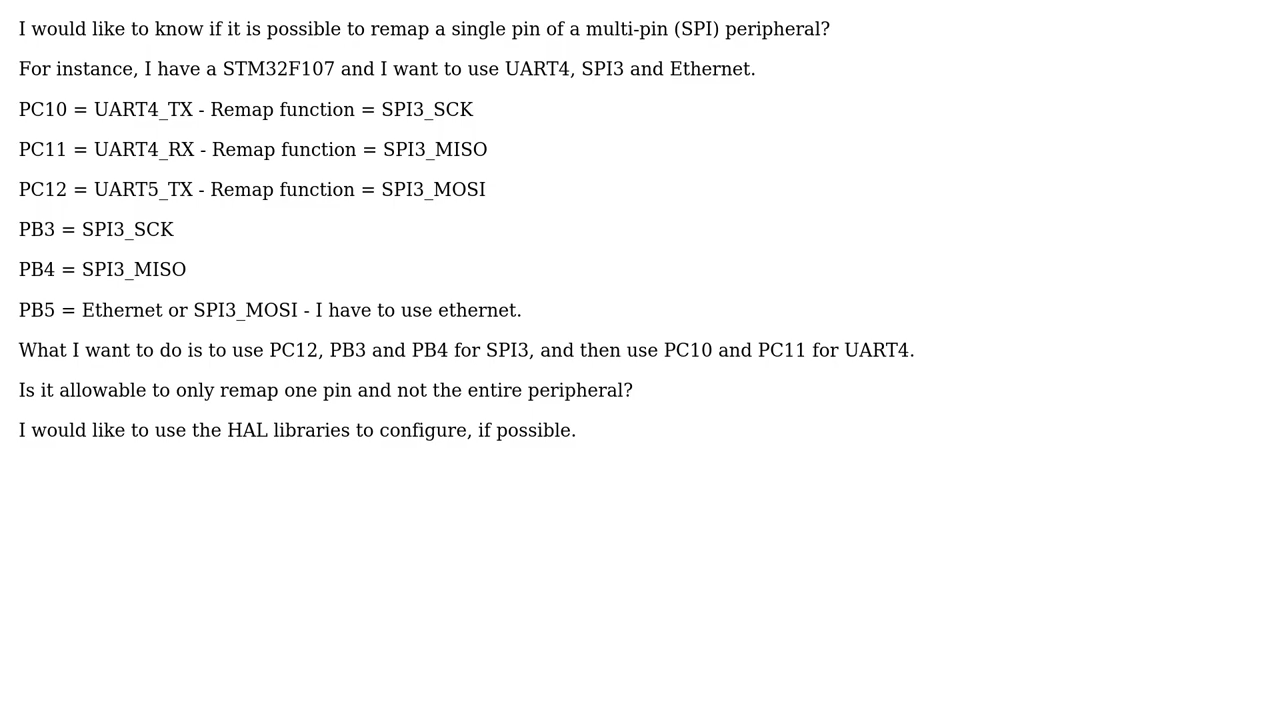 I would like to know if it is possible to remap a single pin of a multi-pin (SPI) peripheral?
For instance, I have a STM32F107 and I want to use UART4, SPI3 and Ethernet.
PC10 = UART4_TX - Remap function = SPI3_SCK
PC11 = UART4_RX - Remap function = SPI3_MISO
PC12 = UART5_TX - Remap function = SPI3_MOSI
PB3 = SPI3_SCK
PB4 = SPI3_MISO
PB5 = Ethernet or SPI3_MOSI - I have to use ethernet.
What I want to do is to use PC12, PB3 and PB4 for SPI3, and then use PC10 and PC11 for UART4.
Is it allowable to only remap one pin and not the entire peripheral?
I would like to use the HAL libraries to configure, if possible.